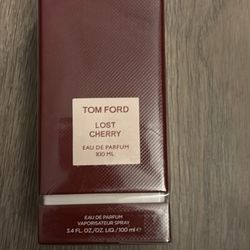 TOM FORD
LOST
CHERRY
EAU DE PARFUM
100 ML
EAU DE PARFUM
VAPORISATEUR SPRAY
3.4 FL.OZ./OZ. LIQ./100 ml ℮